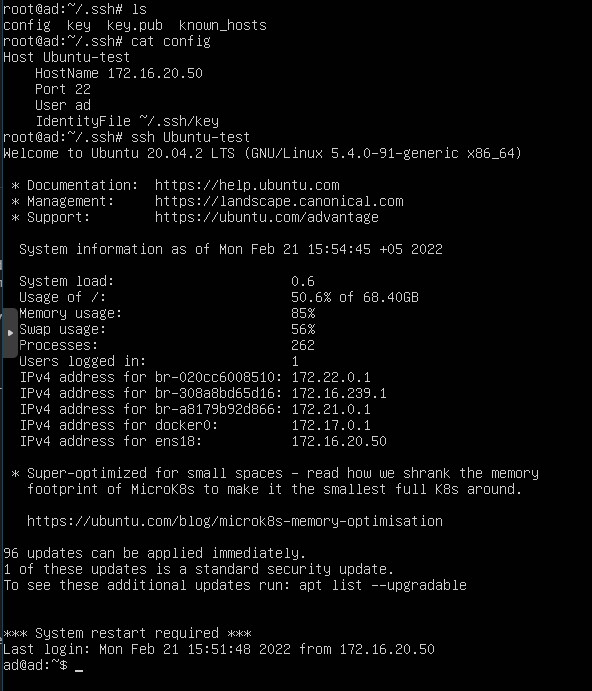 root@ad:~/.ssh# ls
config  key  key.pub  known_hosts
root@ad:~/.ssh# cat config
Host Ubuntu-test
    HostName 172.16.20.50
    Port 22
    User ad
    IdentityFile ~/.ssh/key
root@ad:~/.ssh# ssh Ubuntu-test
Welcome to Ubuntu 20.04.2 LTS (GNU/Linux 5.4.0-91-generic x86_64)

 * Documentation:  https://help.ubuntu.com
 * Management:     https://landscape.canonical.com
 * Support:        https://ubuntu.com/advantage

  System information as of Mon Feb 21 15:54:45 +05 2022

  System load:                      0.6
  Usage of /:                       50.6% of 68.40GB
  Memory usage:                     85%
  Swap usage:                       56%
  Processes:                        262
  Users logged in:                  1
  IPv4 address for br-020cc6008510: 172.22.0.1
  IPv4 address for br-308a8bd65d16: 172.16.239.1
  IPv4 address for br-a8179b92d866: 172.21.0.1
  IPv4 address for docker0:         172.17.0.1
  IPv4 address for ens18:           172.16.20.50

 * Super-optimized for small spaces - read how we shrank the memory
   footprint of MicroK8s to make it the smallest full K8s around.

   https://ubuntu.com/blog/microk8s-memory-optimisation

96 updates can be applied immediately.
1 of these updates is a standard security update.
To see these additional updates run: apt list --upgradable


*** System restart required ***
Last login: Mon Feb 21 15:51:48 2022 from 172.16.20.50
ad@ad:~$ _